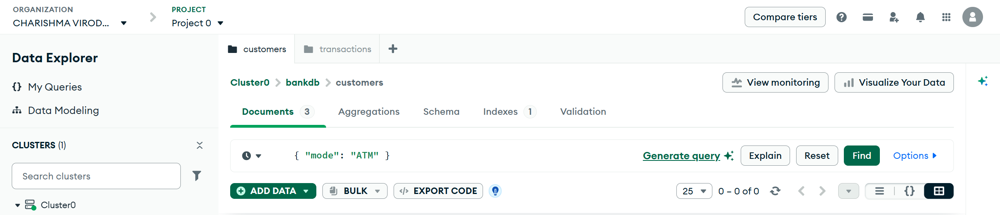 ORGANIZATION
CHARISHMA VIROD...
PROJECT
Project 0
Compare tiers
Data Explorer
My Queries
Data Modeling
CLUSTERS (1)
Search clusters
Cluster0
customers
transactions
Cluster0 > bankdb > customers
View monitoring
Visualize Your Data
Documents 3
Aggregations
Schema
Indexes 1
Validation
{ "mode": "ATM" }
Generate query
Explain
Reset
Find
Options
ADD DATA
BULK
EXPORT CODE
25
0 – 0 of 0